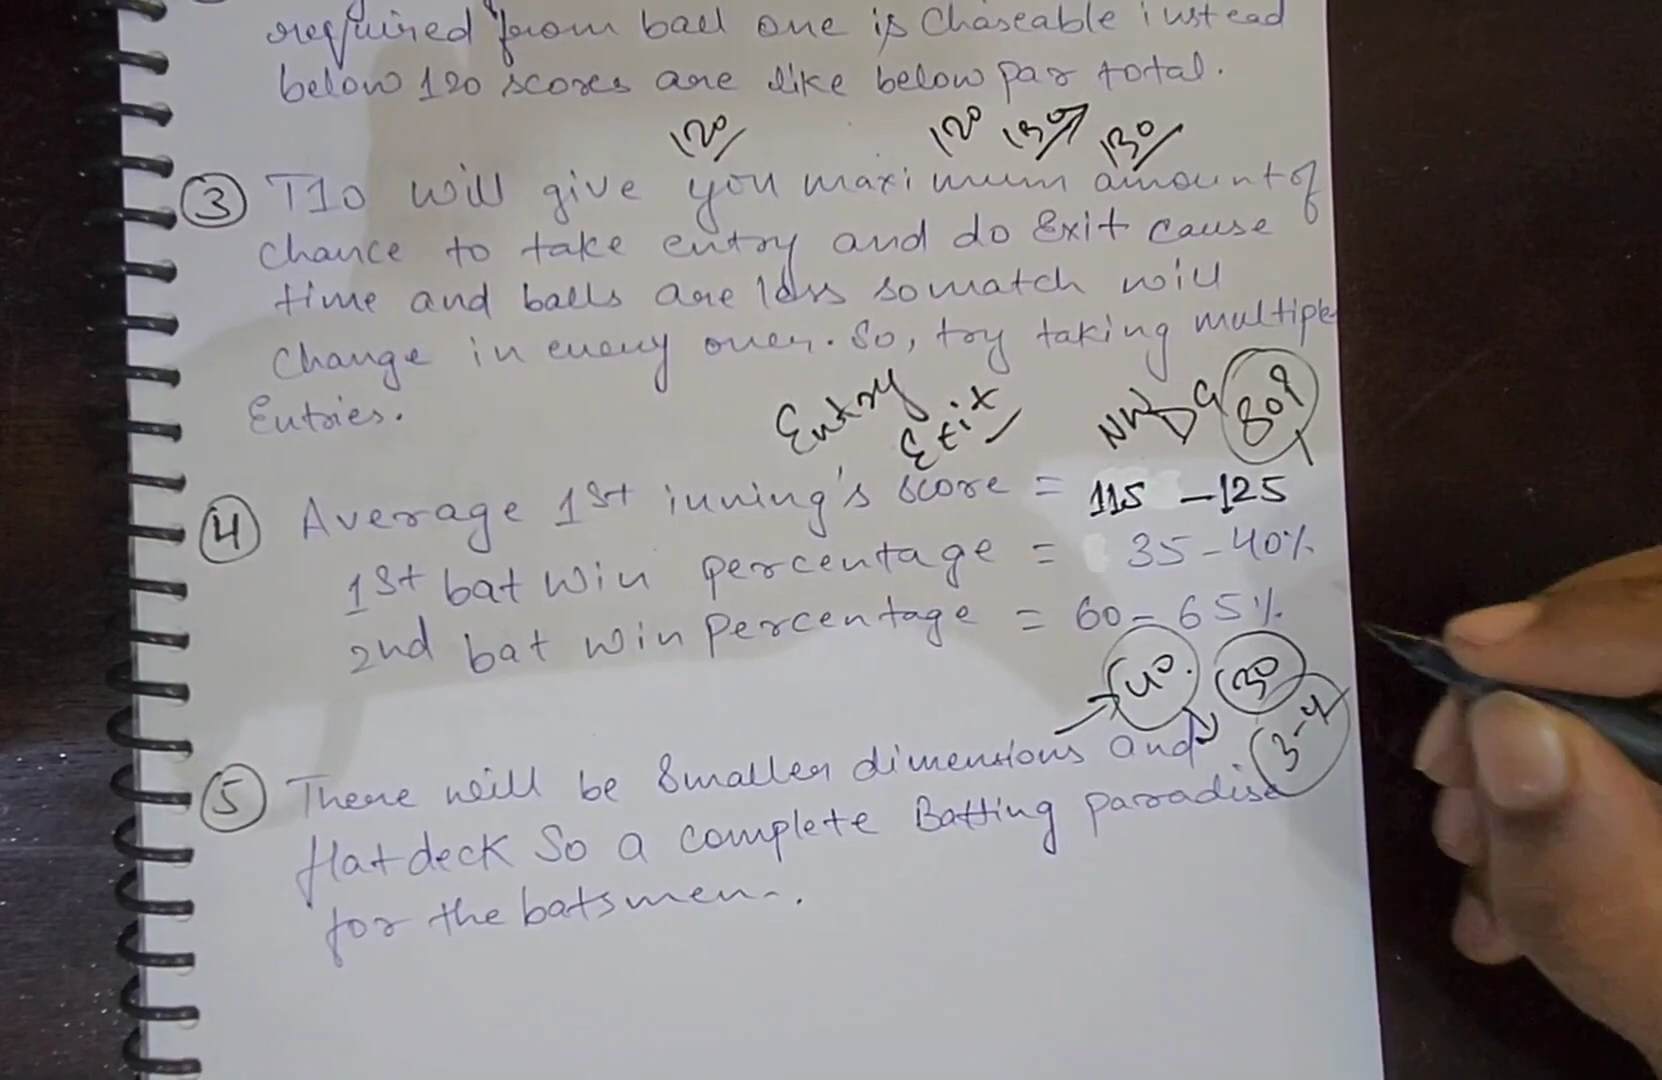 required from ball one is Chaseable instead
below 120 scores are like below par total.
120 120 130 130
③ T10 will give you maximum amount of
chance to take entry and do Exit cause
time and balls are less so match will
change in every over. So, try taking multiple
Entries.
Entry
Exit
④ Average 1st inning's score = 115 - 125
1st bat win percentage = 35 - 40%
2nd bat win percentage = 60 - 65%
40. 30
3-4
⑤ There will be Smaller dimensions and
flat deck So a complete Batting paradise
for the batsmen.